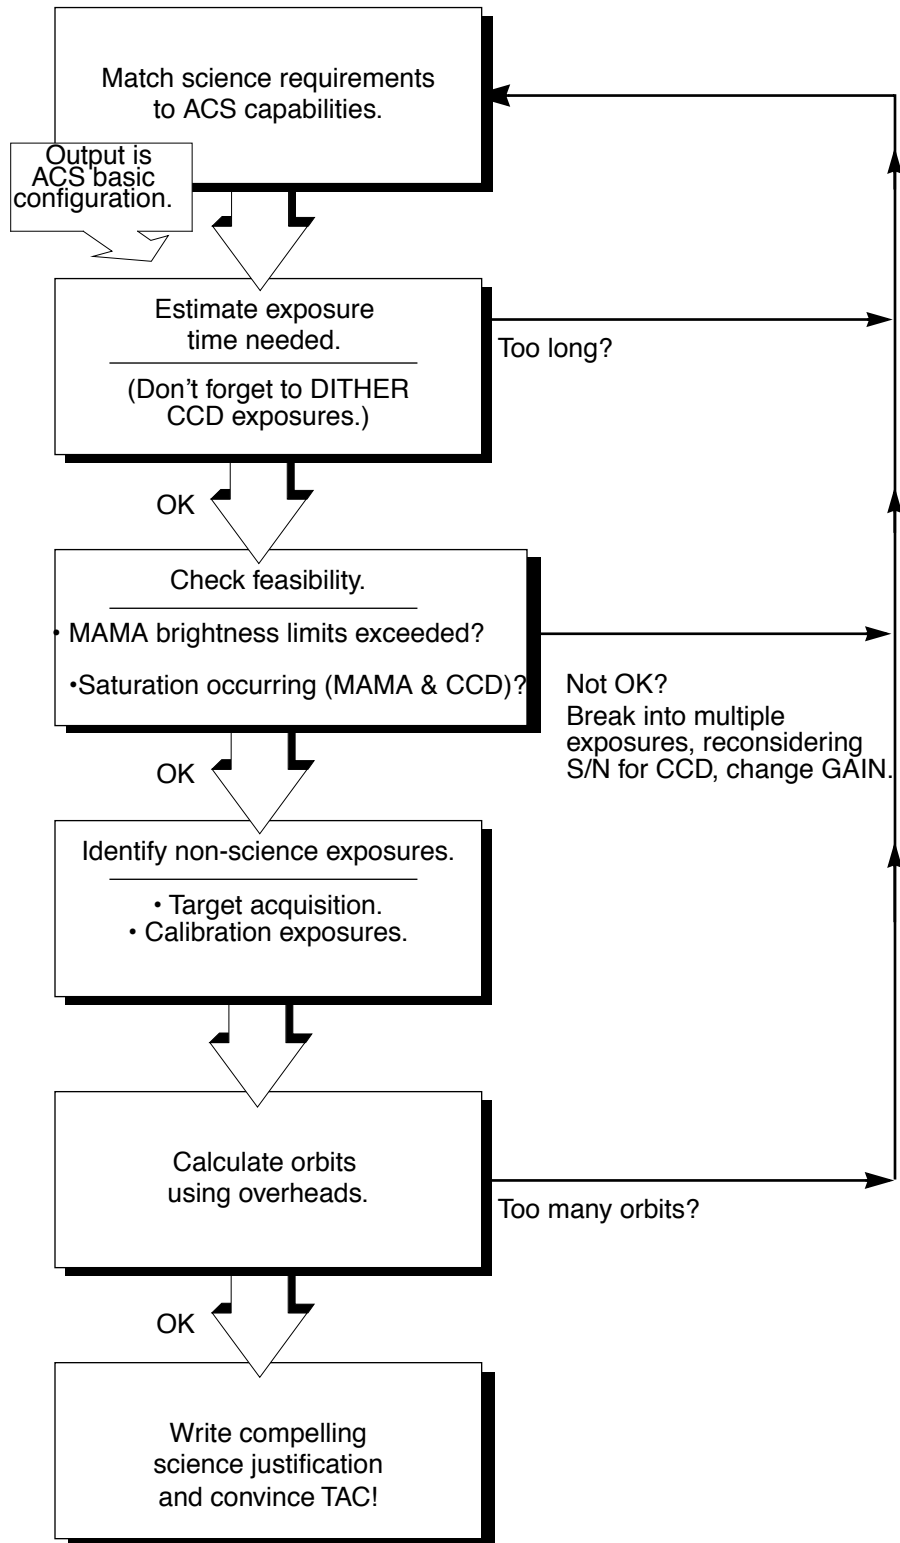 Match science requirements
to ACS capabilities.
Output is
ACS basic
configuration.
Estimate exposure
time needed.
(Don't forget to DITHER
CCD exposures.)
Too long?
OK
Check feasibility.
• MAMA brightness limits exceeded?
•Saturation occurring (MAMA & CCD)?
Not OK?
Break into multiple
exposures, reconsidering
S/N for CCD, change GAIN.
OK
Identify non-science exposures.
• Target acquisition.
• Calibration exposures.
Calculate orbits
using overheads.
Too many orbits?
OK
Write compelling
science justification
and convince TAC!